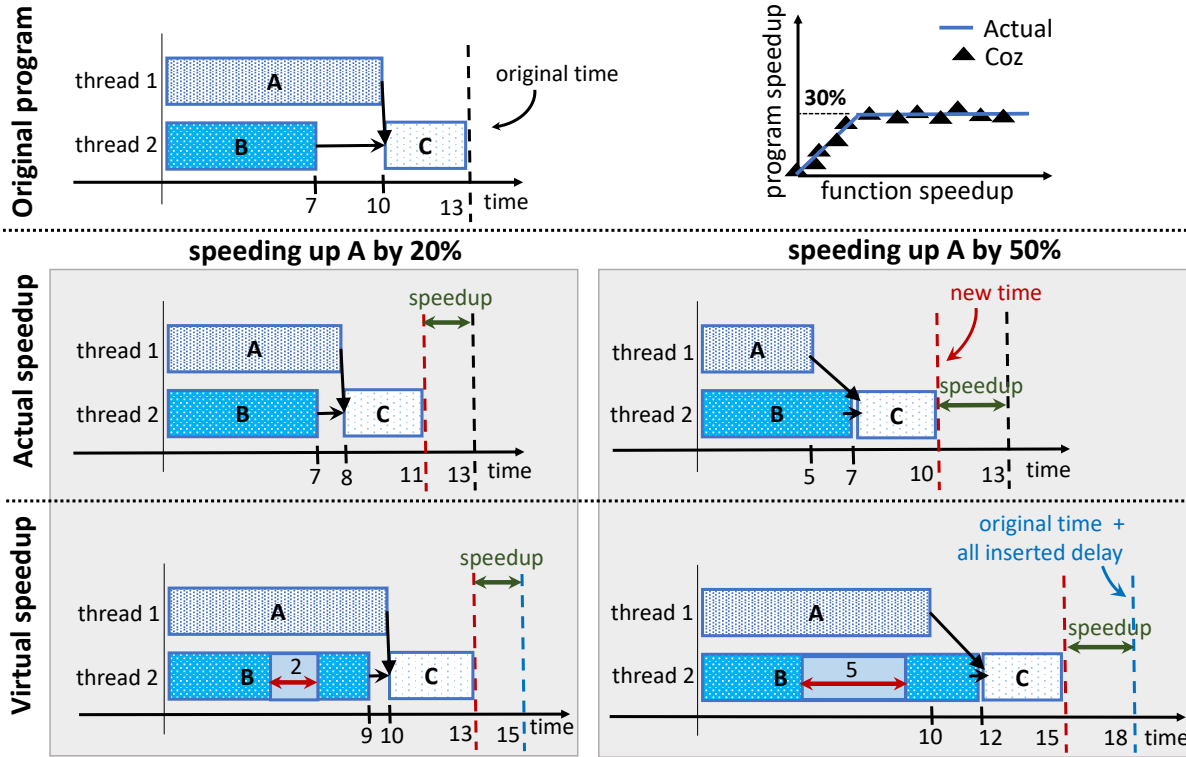 Original program
thread 1
A
thread 2
B
C
original time
7
10
13
time
program speedup
30%
Actual
Coz
function speedup
speeding up A by 20%
speeding up A by 50%
Actual speedup
speedup
thread 1
A
thread 2
B
C
7
8
11
13
time
new time
thread 1
A
speedup
thread 2
B
C
5
7
10
13
time
Virtual speedup
speedup
thread 1
A
thread 2
B
2
C
9
10
13
15
time
original time +
all inserted delay
thread 1
A
speedup
thread 2
B
5
C
10
12
15
18
time